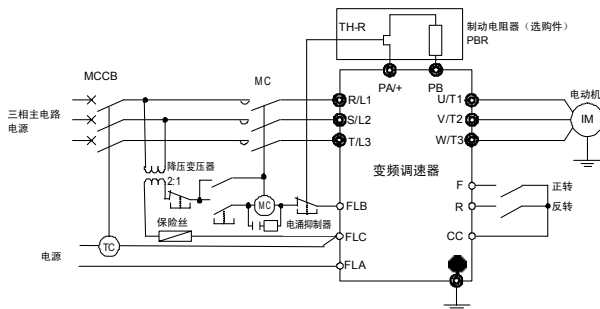 TH-R
制动电阻器（选购件）
PBR
MCCB
MC
PA/+
PB
电动机
三相主电路
电源
R/L1
U/T1
IM
S/L2
V/T2
T/L3
W/T3
降压变压器
2:1
变频调速器
F
正转
MC
FLB
R
反转
保险丝
电涌抑制器
TC
FLC
CC
电源
FLA